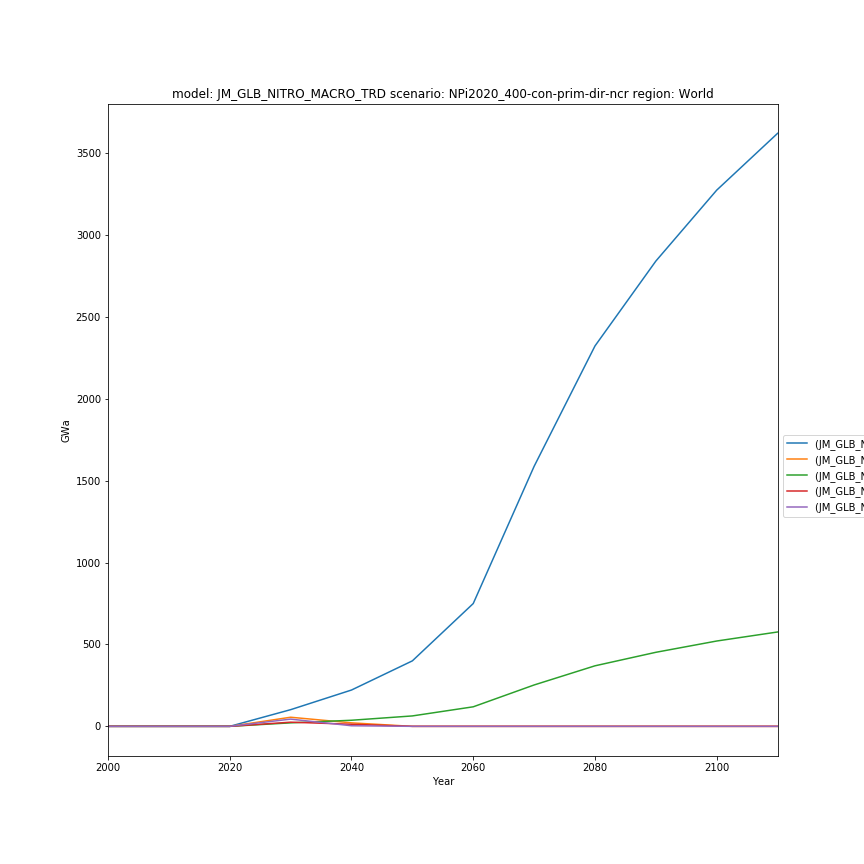 model: JM_GLB_NITRO_MACRO_TRD scenario: NPi2020_400-con-prim-dir-ncr region: World
3500
3000
2500
2000
1500
1000
500
0
GWa
2000 2020 2040 2060 2080 2100
Year
(JM_GLB_N
(JM_GLB_N
(JM_GLB_N
(JM_GLB_N
(JM_GLB_N